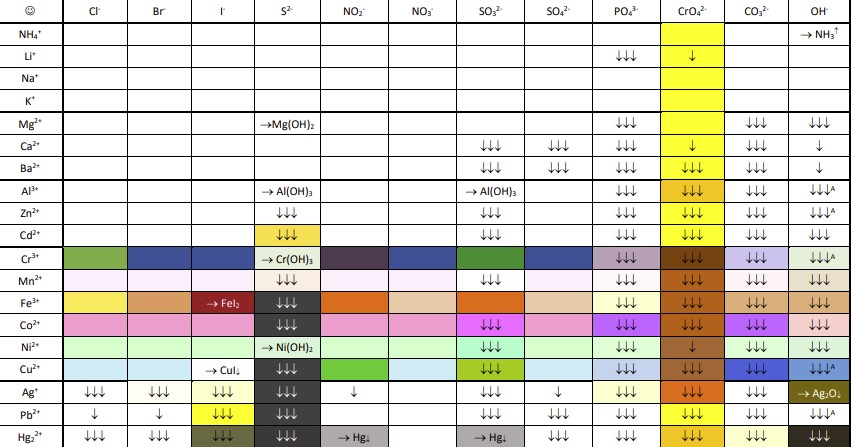 ☺ Cl⁻ Br⁻ I⁻ S²⁻ NO₂⁻ NO₃⁻ SO₃²⁻ SO₄²⁻ PO₄³⁻ CrO₄²⁻ CO₃²⁻ OH⁻
NH₄⁺ → NH₃↑
Li⁺ ↓↓↓ ↓
Na⁺
K⁺
Mg²⁺ →Mg(OH)₂ ↓↓↓ ↓↓↓ ↓↓↓
Ca²⁺ ↓↓↓ ↓↓↓ ↓↓↓ ↓ ↓↓↓ ↓
Ba²⁺ ↓↓↓ ↓↓↓ ↓↓↓ ↓↓↓ ↓↓↓ ↓
Al³⁺ → Al(OH)₃ → Al(OH)₃ ↓↓↓ ↓↓↓ ↓↓↓ ↓↓↓ᴬ
Zn²⁺ ↓↓↓ ↓↓↓ ↓↓↓ ↓↓↓ ↓↓↓ ↓↓↓ᴬ
Cd²⁺ ↓↓↓ ↓↓↓ ↓↓↓ ↓↓↓ ↓↓↓ ↓↓↓
Cr³⁺ → Cr(OH)₃ ↓↓↓ ↓↓↓ ↓↓↓ ↓↓↓ᴬ
Mn²⁺ ↓↓↓ ↓↓↓ ↓↓↓ ↓↓↓ ↓↓↓ ↓↓↓
Fe³⁺ → FeI₂ ↓↓↓ ↓↓↓ ↓↓↓ ↓↓↓ ↓↓↓
Co²⁺ ↓↓↓ ↓↓↓ ↓↓↓ ↓↓↓ ↓↓↓ ↓↓↓
Ni²⁺ → Ni(OH)₂ ↓↓↓ ↓↓↓ ↓ ↓↓↓ ↓↓↓
Cu²⁺ → CuI↓ ↓↓↓ ↓↓↓ ↓↓↓ ↓↓↓ ↓↓↓ ↓↓↓ᴬ
Ag⁺ ↓↓↓ ↓↓↓ ↓↓↓ ↓↓↓ ↓ ↓↓↓ ↓ ↓↓↓ ↓↓↓ ↓↓↓ → Ag₂O↓
Pb²⁺ ↓ ↓ ↓↓↓ ↓↓↓ ↓↓↓ ↓↓↓ ↓↓↓ ↓↓↓ ↓↓↓ ↓↓↓ᴬ
Hg₂²⁺ ↓↓↓ ↓↓↓ ↓↓↓ ↓↓↓ → Hg↓ → Hg↓ ↓↓↓ ↓↓↓ ↓↓↓ ↓↓↓ ↓↓↓